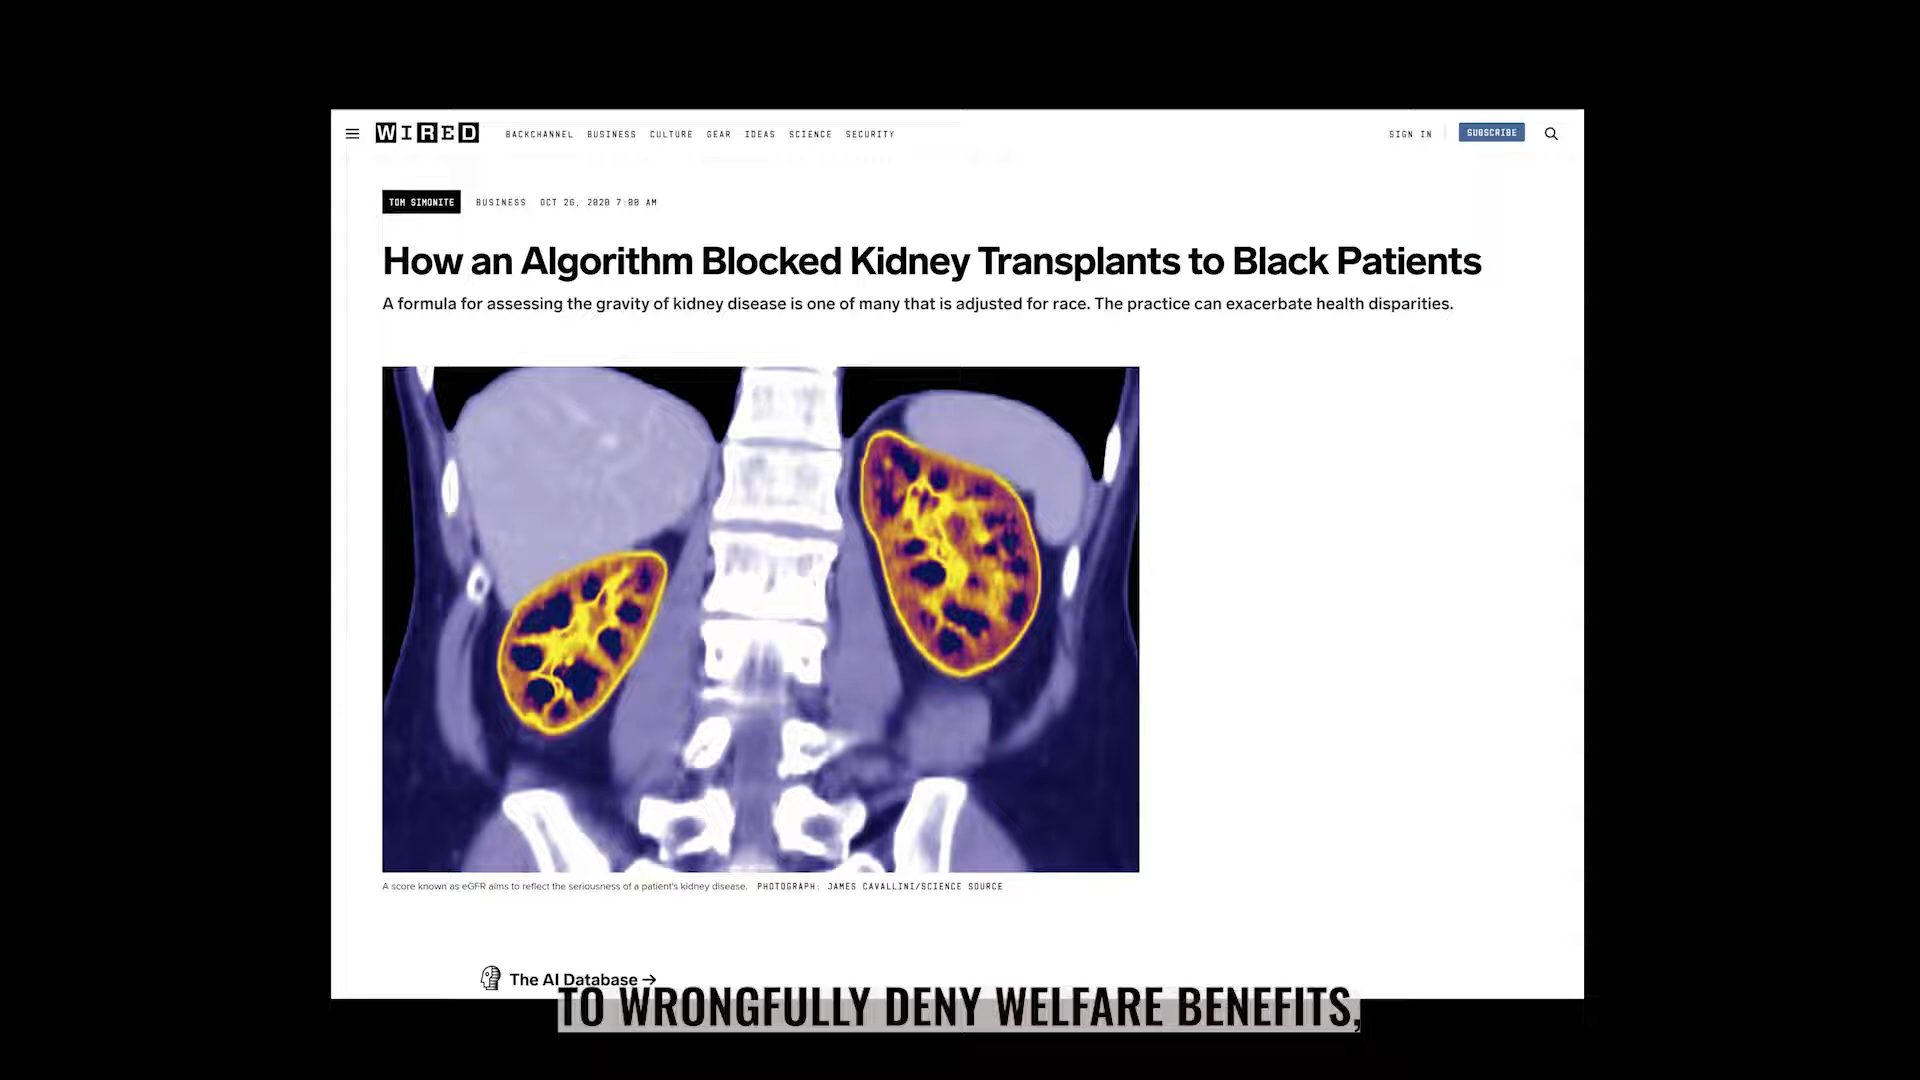 WIRED
BACKCHANNEL BUSINESS CULTURE GEAR IDEAS SCIENCE SECURITY
SIGN IN
SUBSCRIBE
TOM SIMONITE BUSINESS OCT 26, 2020 7:00 AM
How an Algorithm Blocked Kidney Transplants to Black Patients
A formula for assessing the gravity of kidney disease is one of many that is adjusted for race. The practice can exacerbate health disparities.
A score known as eGFR aims to reflect the seriousness of a patient's kidney disease. PHOTOGRAPH: JAMES CAVALLINI/SCIENCE SOURCE
The AI Database →
TO WRONGFULLY DENY WELFARE BENEFITS,